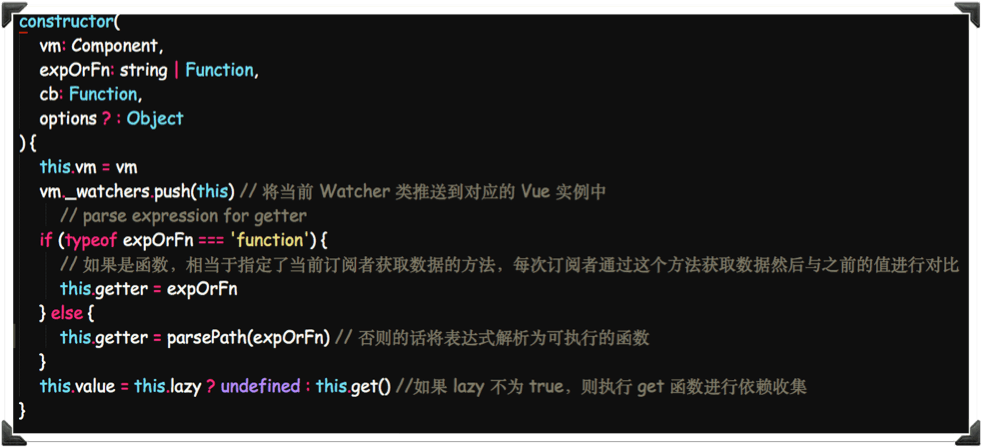 constructor(
vm: Component,
expOrFn: string | Function,
cb: Function,
options ? : Object
) {
this.vm = vm
vm._watchers.push(this) // 将当前 Watcher 类推送到对应的 Vue 实例中
// parse expression for getter
if (typeof expOrFn === 'function') {
// 如果是函数，相当于指定了当前订阅者获取数据的方法，每次订阅者通过这个方法获取数据然后与之前的值进行对比
this.getter = expOrFn
} else {
this.getter = parsePath(expOrFn) // 否则的话将表达式解析为可执行的函数
}
this.value = this.lazy ? undefined : this.get() //如果 lazy 不为 true，则执行 get 函数进行依赖收集
}